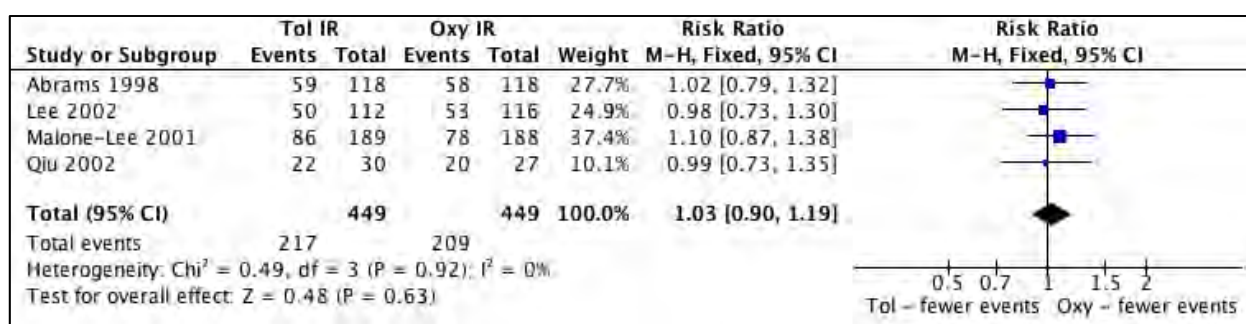 Tol IR Oxy IR Risk Ratio Risk Ratio
Study or Subgroup Events Total Events Total Weight M-H, Fixed, 95% CI M-H, Fixed, 95% CI
Abrams 1998 59 118 58 118 27.7% 1.02 [0.79, 1.32]
Lee 2002 50 112 53 116 24.9% 0.98 [0.73, 1.30]
Malone-Lee 2001 86 189 78 188 37.4% 1.10 [0.87, 1.38]
Qiu 2002 22 30 20 27 10.1% 0.99 [0.73, 1.35]
Total (95% CI) 449 449 100.0% 1.03 [0.90, 1.19]
Total events 217 209
Heterogeneity: Chi² = 0.49, df = 3 (P = 0.92); I² = 0%
Test for overall effect: Z = 0.48 (P = 0.63)
0.5 0.7 1 1.5 2
Tol - fewer events Oxy - fewer events